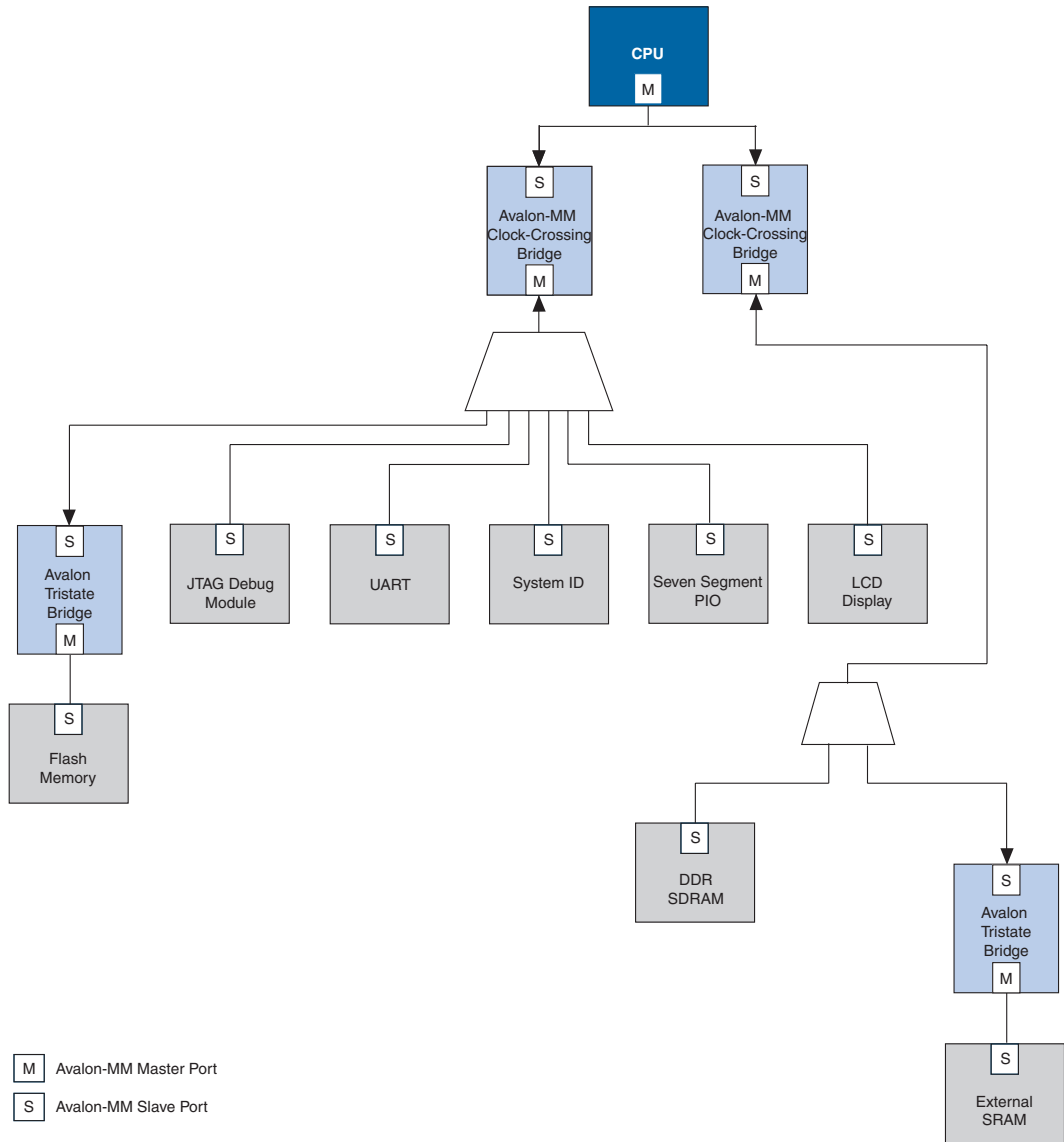 CPU
M
S
Avalon-MM
Clock-Crossing
Bridge
M
S
Avalon-MM
Clock-Crossing
Bridge
M
S
Avalon
Tristate
Bridge
M
S
JTAG Debug
Module
S
UART
S
System ID
S
Seven Segment
PIO
S
LCD
Display
S
Flash
Memory
S
DDR
SDRAM
S
Avalon
Tristate
Bridge
M
S
External
SRAM
M Avalon-MM Master Port
S Avalon-MM Slave Port